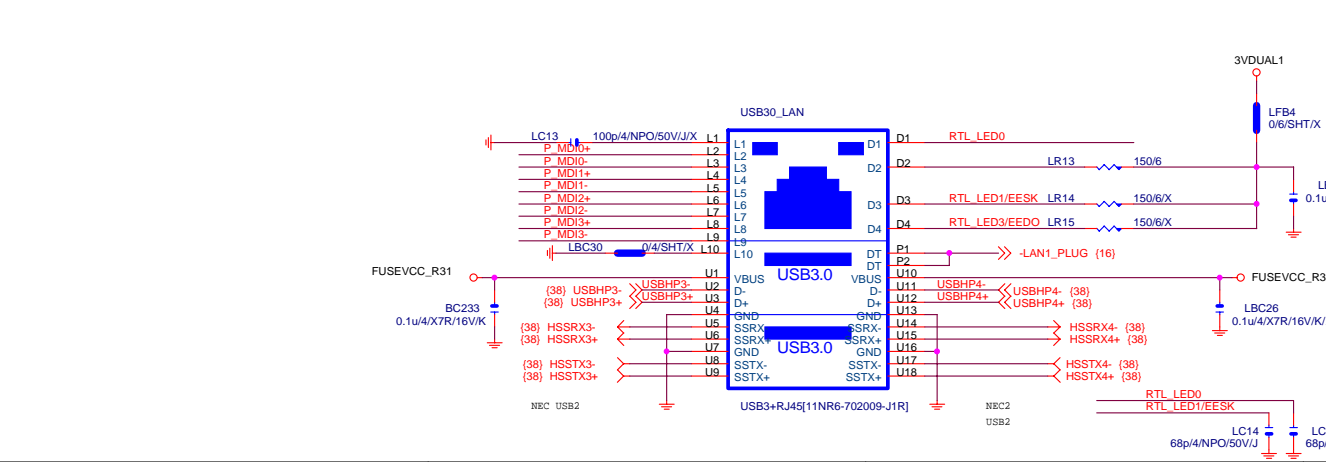 3VDUAL1
USB30_LAN
LFB4
0/6/SHT/X
LC13 100p/4/NPO/50V/J/X L1 L1 D1 D1 RTL_LED0
P_MDI0+ L2 L2
P_MDI0- L3 L3 D2 D2 LR13 150/6
P_MDI1+ L4 L4
P_MDI1- L5 L5
P_MDI2+ L6 L6 D3 D3 RTL_LED1/EESK LR14 150/6/X
P_MDI2- L7 L7
P_MDI3+ L8 L8 D4 D4 RTL_LED3/EEDO LR15 150/6/X
P_MDI3- L9 L9
LBC30 0/4/SHT/X L10 L10 DT P1 -LAN1_PLUG {16}
DT P2
USB3.0
FUSEVCC_R31 U1 VBUS VBUS U10 FUSEVCC_R3
{38} USBHP3- USBHP3- U2 D- D- U11 USBHP4- USBHP4- {38}
{38} USBHP3+ USBHP3+ U3 D+ D+ U12 USBHP4+ USBHP4+ {38}
BC233
0.1u/4/X7R/16V/K
LBC26
0.1u/4/X7R/16V/K/
U4 GND GND U13
{38} HSSRX3- U5 SSRX- SSRX- U14 HSSRX4- {38}
{38} HSSRX3+ U6 SSRX+ SSRX+ U15 HSSRX4+ {38}
USB3.0
U7 GND GND U16
{38} HSSTX3- U8 SSTX- SSTX- U17 HSSTX4- {38}
{38} HSSTX3+ U9 SSTX+ SSTX+ U18 HSSTX4+ {38}
NEC USB2
USB3+RJ45[11NR6-702009-J1R]
NEC2
USB2
RTL_LED0
RTL_LED1/EESK
LC14
68p/4/NPO/50V/J
0.1u
LC
68p/